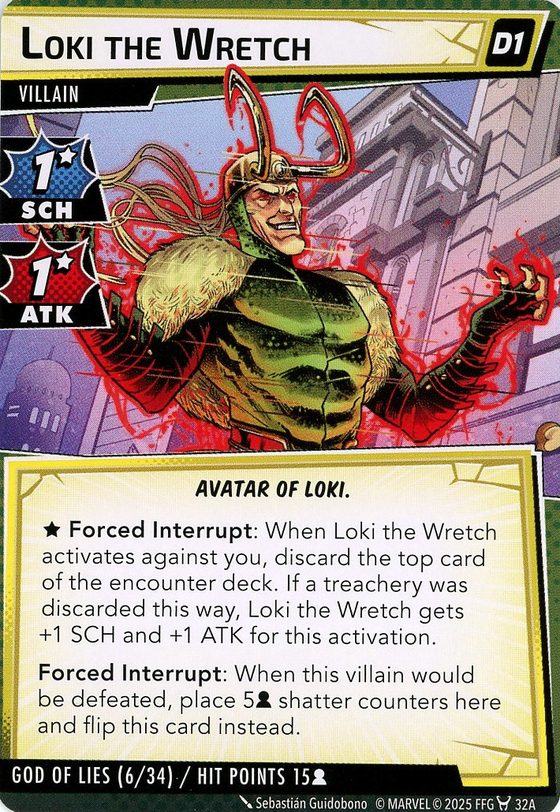 LOKI THE WRETCH
D1
VILLAIN
1★
SCH
1★
ATK
AVATAR OF LOKI.
★ Forced Interrupt: When Loki the Wretch
activates against you, discard the top card
of the encounter deck. If a treachery was
discarded this way, Loki the Wretch gets
+1 SCH and +1 ATK for this activation.
Forced Interrupt: When this villain would
be defeated, place 5👤 shatter counters here
and flip this card instead.
GOD OF LIES (6/34) / HIT POINTS 15👤
Sebastián Guidobono © MARVEL © 2025 FFG 32A